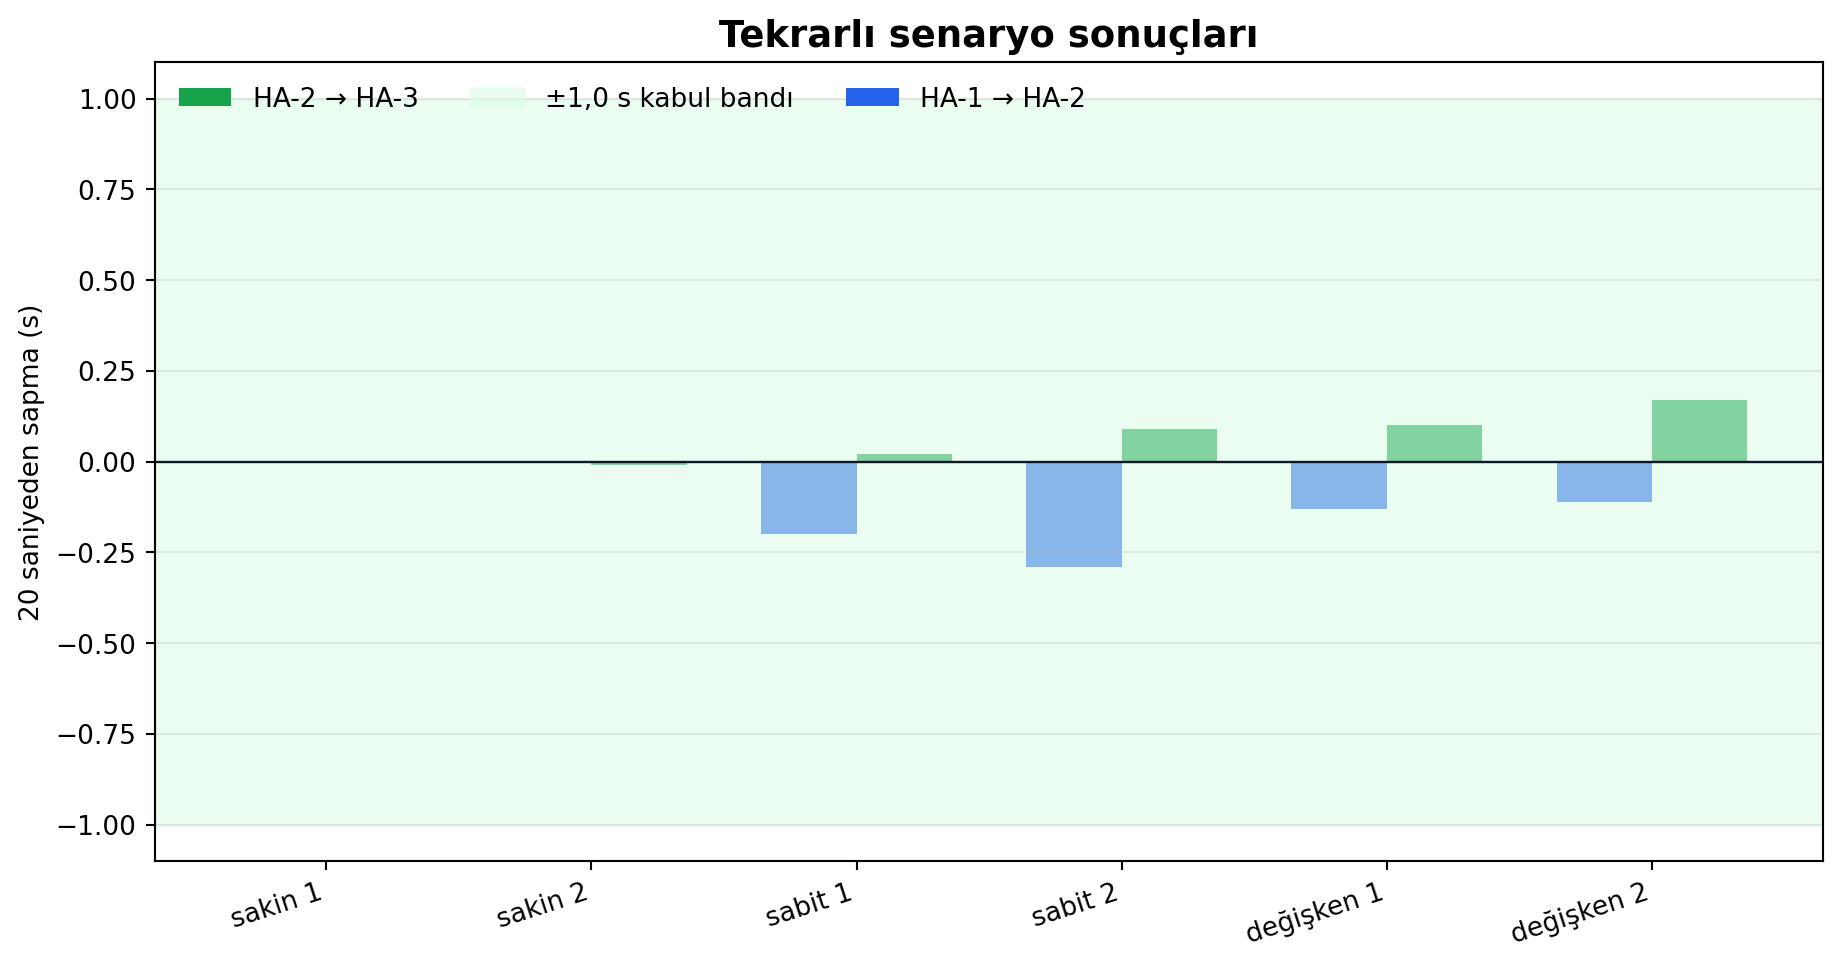 Tekrarlı senaryo sonuçları
HA-2 → HA-3
±1,0 s kabul bandı
HA-1 → HA-2
20 saniyeden sapma (s)
1.00
0.75
0.50
0.25
0.00
−0.25
−0.50
−0.75
−1.00
sakin 1
sakin 2
sabit 1
sabit 2
değişken 1
değişken 2